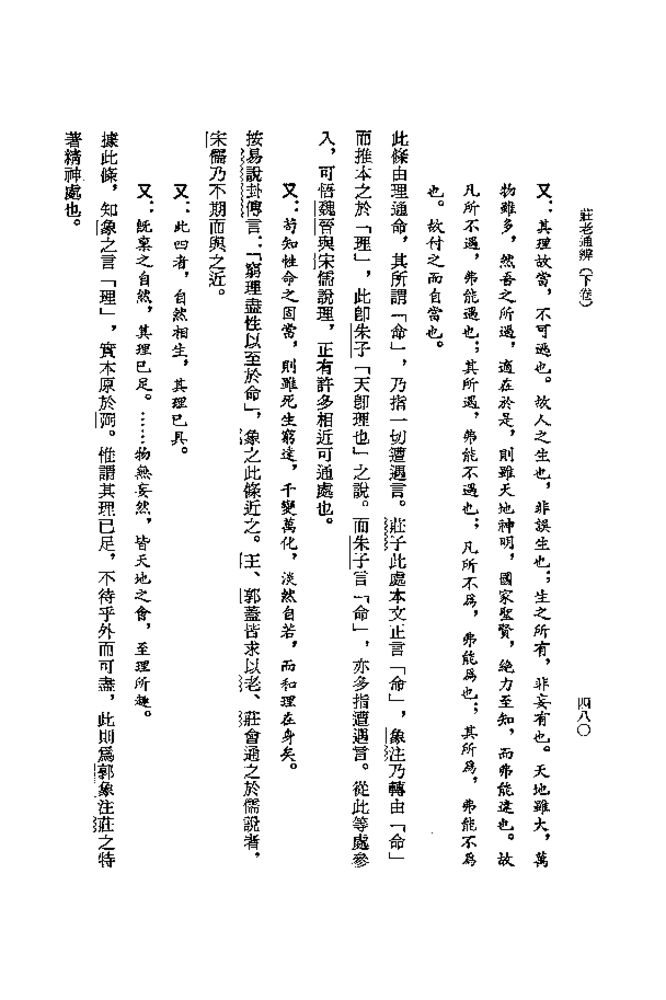 莊老通辨（下卷）
四八〇
又：其理故當，不可逃也。故人之生也，非誤生也；生之所有，非妄有也。天地雖大，萬
物雖多，然吾之所遇，適在於是，則雖天地神明，國家聖賢，絶力至知，而弗能違也。故
凡所不遇，弗能遇也；其所遇，弗能不遇也；凡所不爲，弗能爲也；其所爲，弗能不爲
也。故付之而自當也。
此條由理通命，其所謂「命」，乃指一切遭遇言。莊子此處本文正言「命」，象注乃轉由「命」
而推本之於「理」，此卽朱子「天卽理也」之說。而朱子言「命」，亦多指遭遇言。從此等處參
入，可悟魏晉與宋儒說理，正有許多相近可通處也。
又：苟知性命之固當，則雖死生窮達，千變萬化，淡然自若，而和理在身矣。
按易說卦傳言：「窮理盡性以至於命」，象之此條近之。王、郭蓋皆求以老、莊會通之於儒說者，
宋儒乃不期而與之近。
又：此四者，自然相生，其理已具。
又：旣稟之自然，其理已足。……物無妄然，皆天地之會，至理所趣。
據此條，知象之言「理」，實本原於弼。惟謂其理已足，不待乎外而可盡，此則爲郭象注莊之特
著精神處也。